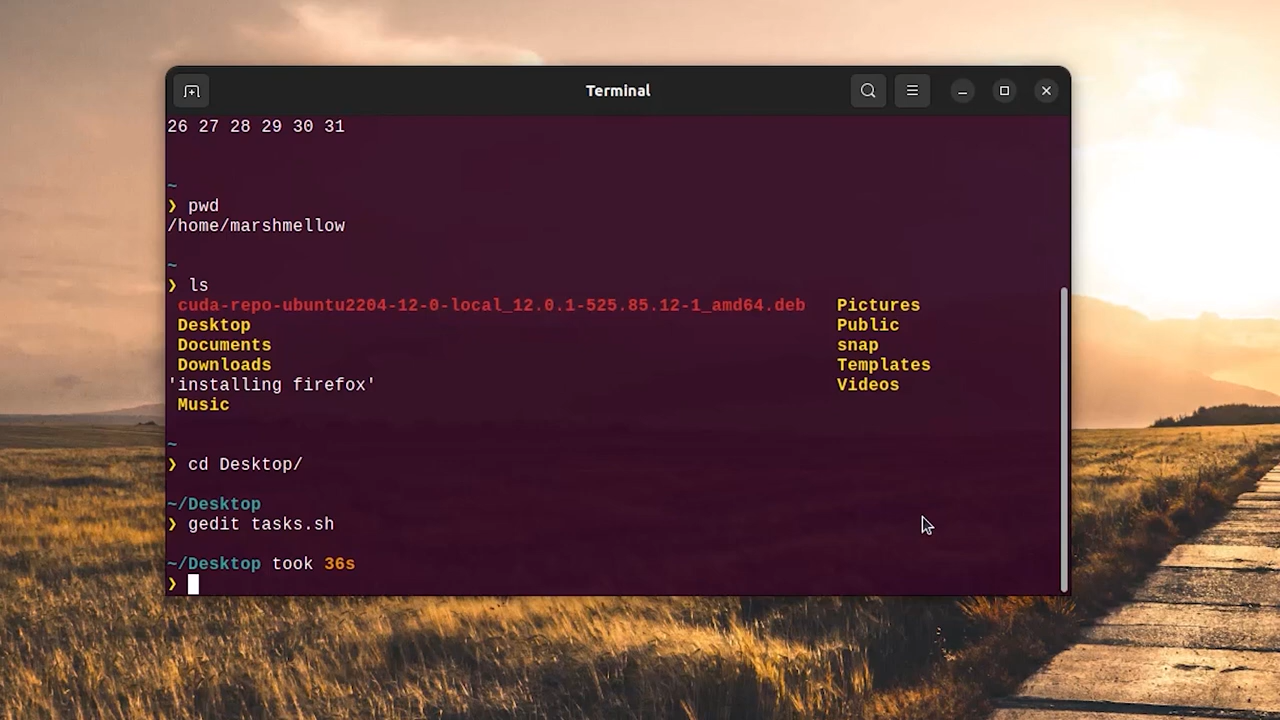 Terminal
26 27 28 29 30 31
~
❯ pwd
/home/marshmellow
~
❯ ls
cuda-repo-ubuntu2204-12-0-local_12.0.1-525.85.12-1_amd64.deb Pictures
Desktop Public
Documents snap
Downloads Templates
'installing firefox' Videos
Music
~
❯ cd Desktop/
~/Desktop
❯ gedit tasks.sh
~/Desktop took 36s
❯